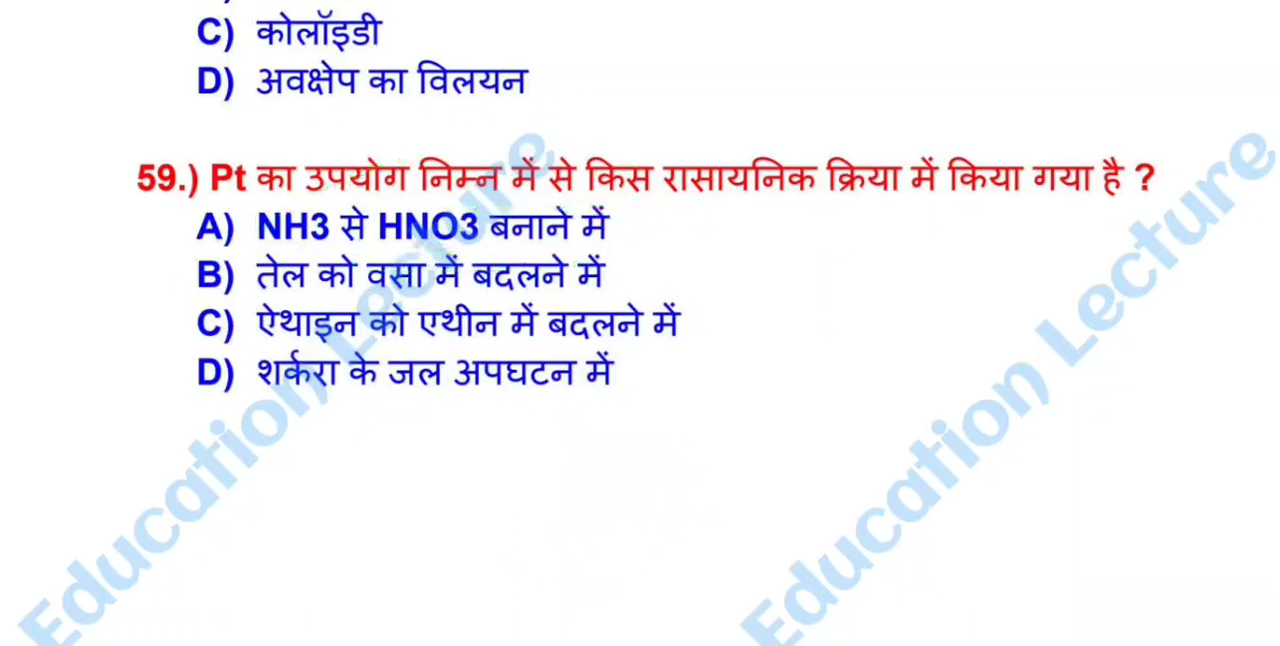 C) कोलॉइडी
D) अवक्षेप का विलयन
59.) Pt का उपयोग निम्न में से किस रासायनिक क्रिया में किया गया है ?
A) NH3 से HNO3 बनाने में
B) तेल को वसा में बदलने में
C) ऐथाइन को एथीन में बदलने में
D) शर्करा के जल अपघटन में
Education Lecture
Education Lecture